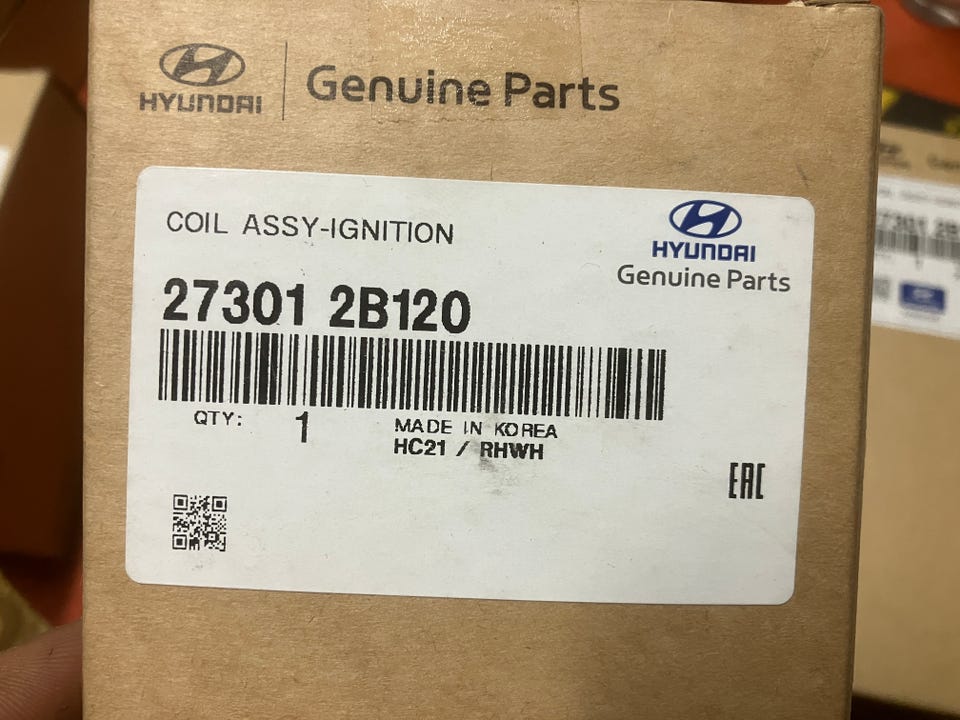 HYUNDAI
Genuine Parts
COIL ASSY-IGNITION
HYUNDAI
Genuine Parts
27301 2B120
QTY: 1
MADE IN KOREA
HC21 / RHWH
EAC